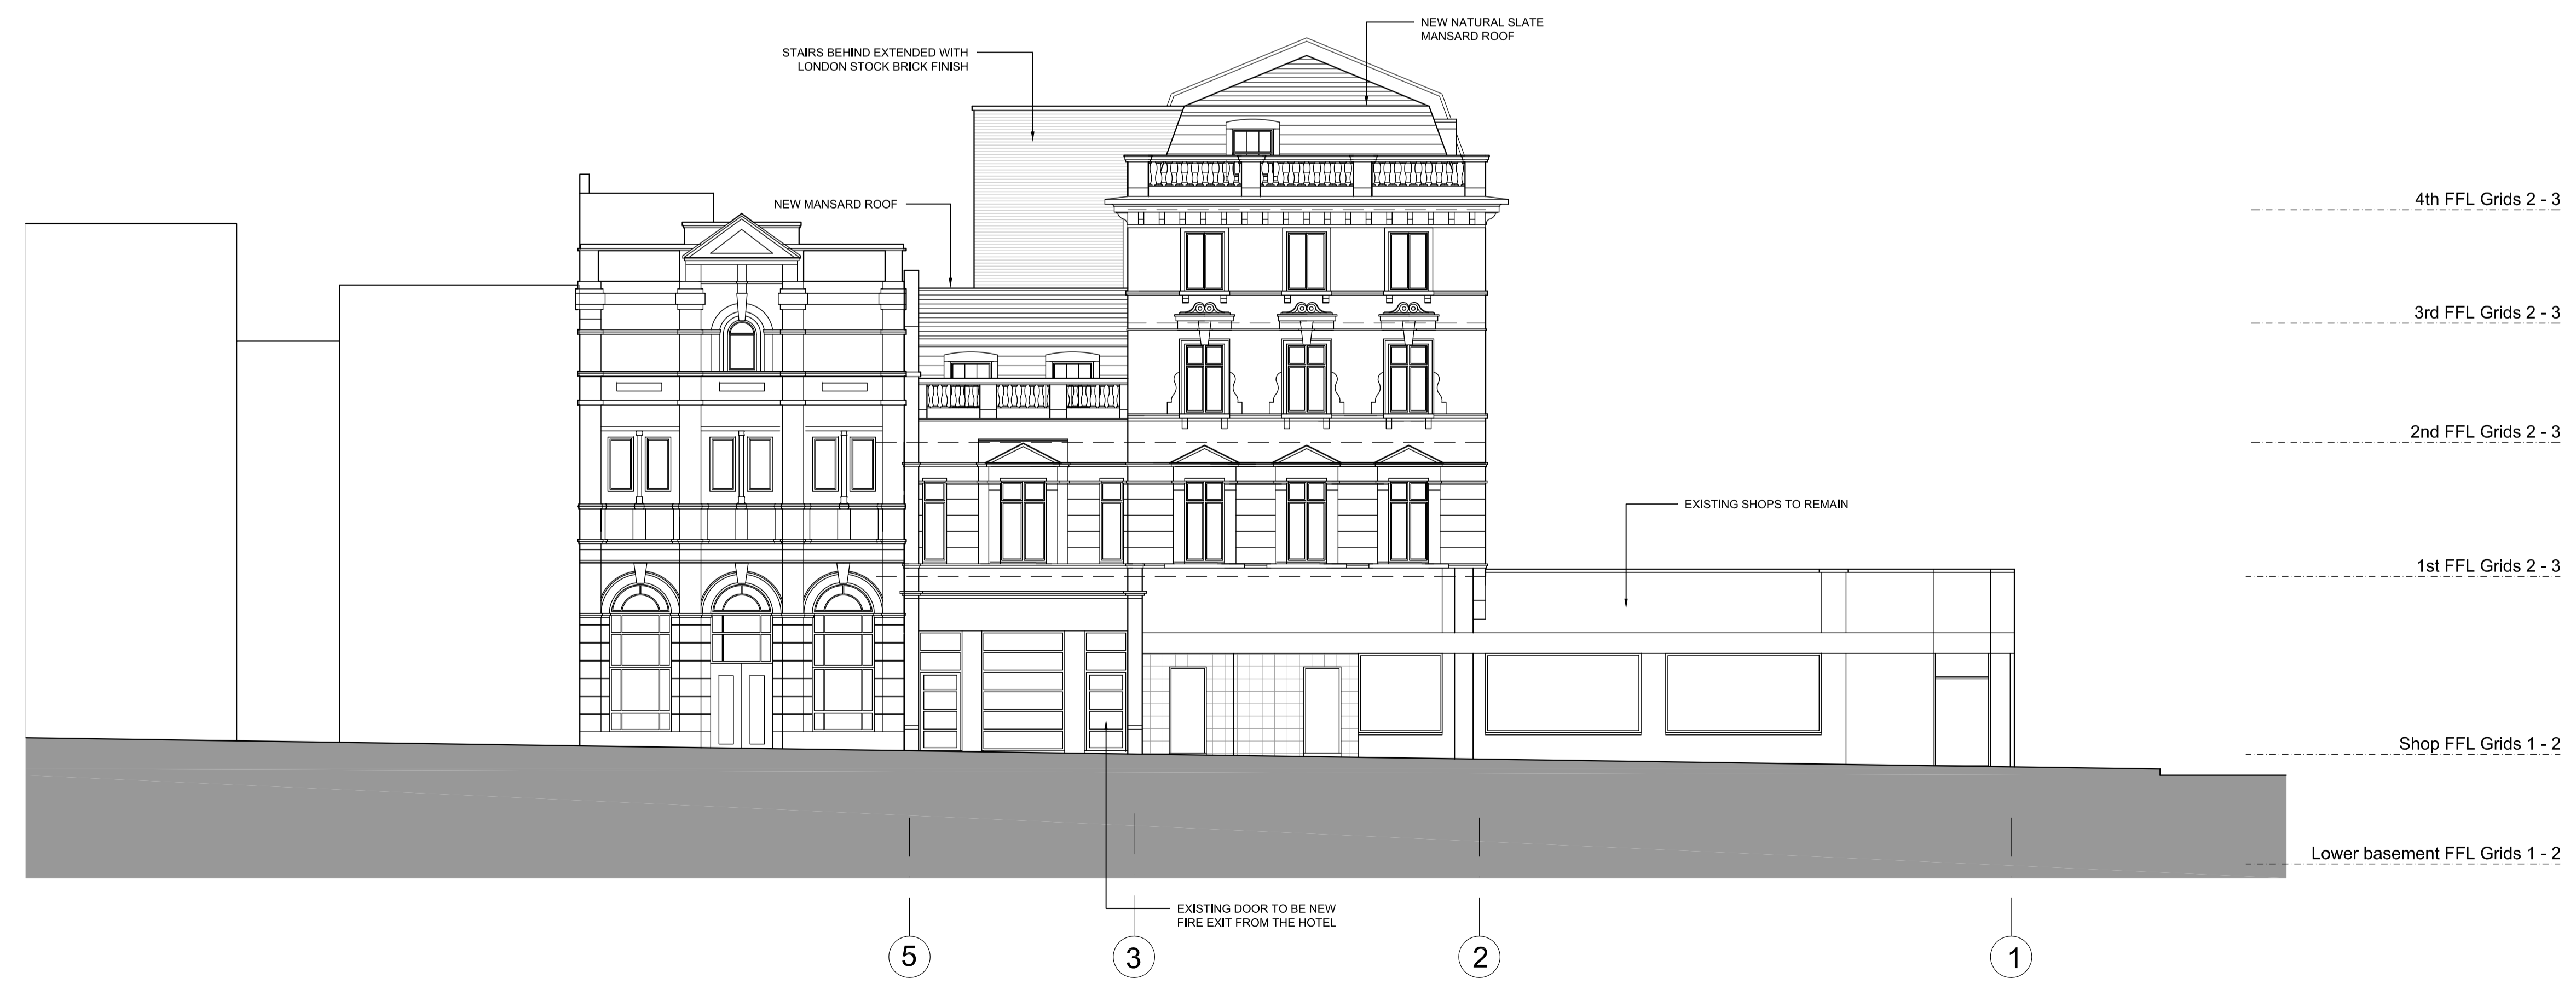 NEW NATURAL SLATE
MANSARD ROOF
STAIRS BEHIND EXTENDED WITH
LONDON STOCK BRICK FINISH
NEW MANSARD ROOF
4th FFL Grids 2 - 3
3rd FFL Grids 2 - 3
2nd FFL Grids 2 - 3
EXISTING SHOPS TO REMAIN
1st FFL Grids 2 - 3
Shop FFL Grids 1 - 2
Lower basement FFL Grids 1 - 2
EXISTING DOOR TO BE NEW
FIRE EXIT FROM THE HOTEL
5
3
2
1